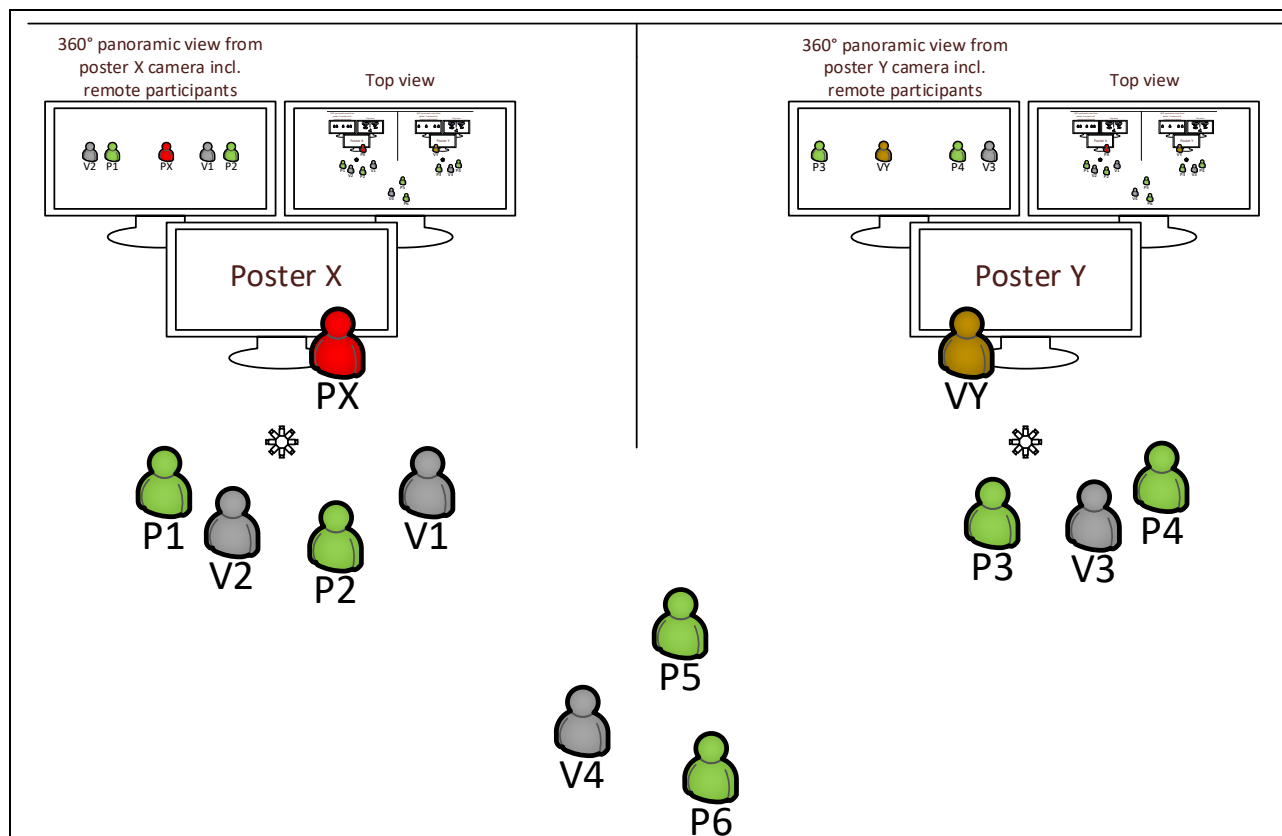 360° panoramic view from
poster X camera incl.
remote participants
Top view
V2 P1 PX V1 P2
Poster X
PX
P1
V2
P2
V1
360° panoramic view from
poster Y camera incl.
remote participants
Top view
P3 VY P4 V3
Poster Y
VY
P3
V3
P4
P5
V4
P6